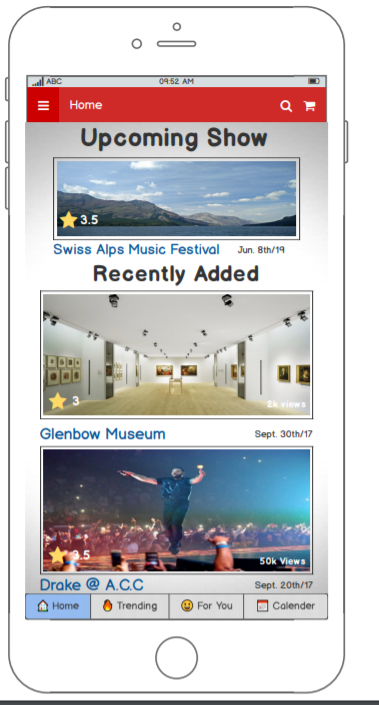 ABC 09:52 AM
Home
Upcoming Show
3.5
Swiss Alps Music Festival Jun. 8th/19
Recently Added
3 2k views
Glenbow Museum Sept. 30th/17
3.5 50k Views
Drake @ A.C.C Sept. 20th/17
Home Trending For You Calender